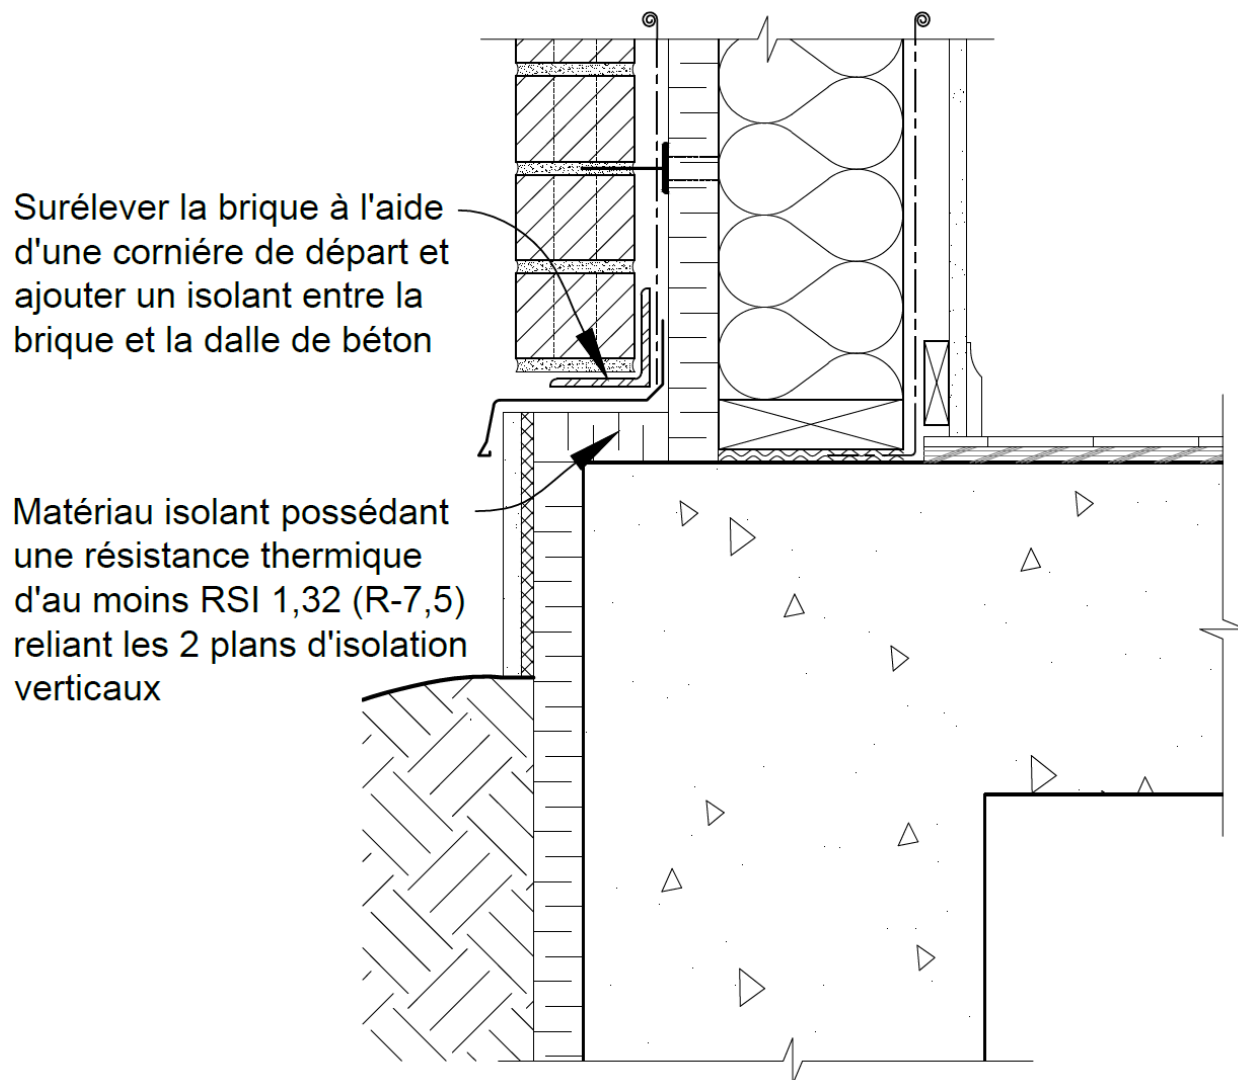 Surélever la brique à l'aide
d'une corniére de départ et
ajouter un isolant entre la
brique et la dalle de béton
Matériau isolant possédant
une résistance thermique
d'au moins RSI 1,32 (R-7,5)
reliant les 2 plans d'isolation
verticaux